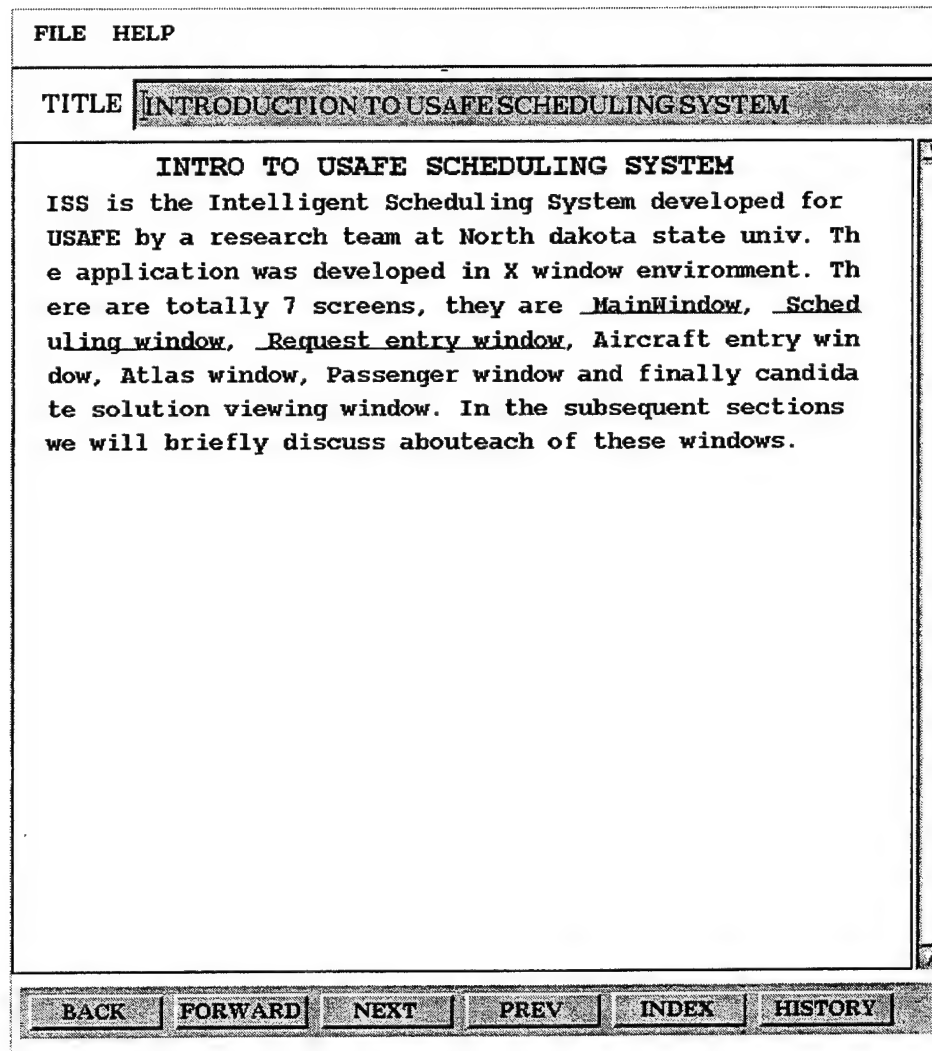 FILE HELP
TITLE INTRODUCTION TO USAFE SCHEDULING SYSTEM
INTRO TO USAFE SCHEDULING SYSTEM
ISS is the Intelligent Scheduling System developed for
USAFE by a research team at North dakota state univ. Th
e application was developed in X window environment. Th
ere are totally 7 screens, they are MainWindow, Sched
uling window, Request entry window, Aircraft entry win
dow, Atlas window, Passenger window and finally candida
te solution viewing window. In the subsequent sections
we will briefly discuss abouteach of these windows.
BACK FORWARD NEXT PREV INDEX HISTORY